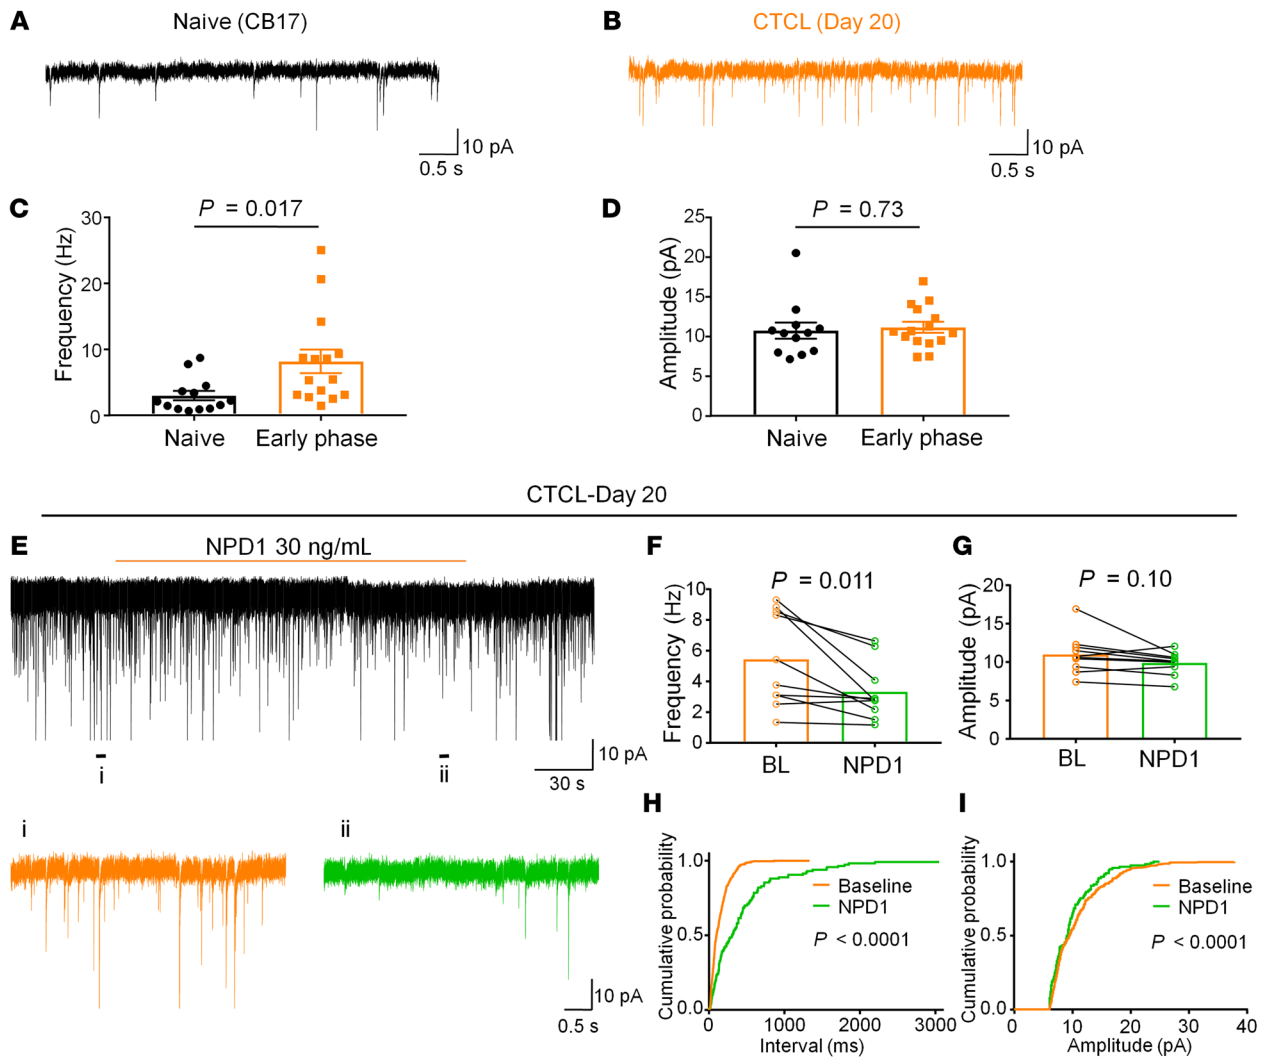 A
Naive (CB17)
10 pA
0.5 s
B
CTCL (Day 20)
10 pA
0.5 s
C
P = 0.017
Frequency (Hz)
30
20
10
0
Naive
Early phase
D
P = 0.73
Amplitude (pA)
25
20
15
10
5
0
Naive
Early phase
CTCL-Day 20
E
NPD1 30 ng/mL
i
ii
10 pA
30 s
i
ii
10 pA
0.5 s
F
P = 0.011
Frequency (Hz)
10
8
6
4
2
0
BL
NPD1
G
P = 0.10
Amplitude (pA)
20
15
10
5
0
BL
NPD1
H
Cumulative probability
1.0
0.5
0.0
Baseline
NPD1
P < 0.0001
0
1000
2000
3000
Interval (ms)
I
Cumulative probability
1.0
0.5
0.0
Baseline
NPD1
P < 0.0001
0
10
20
30
40
Amplitude (pA)